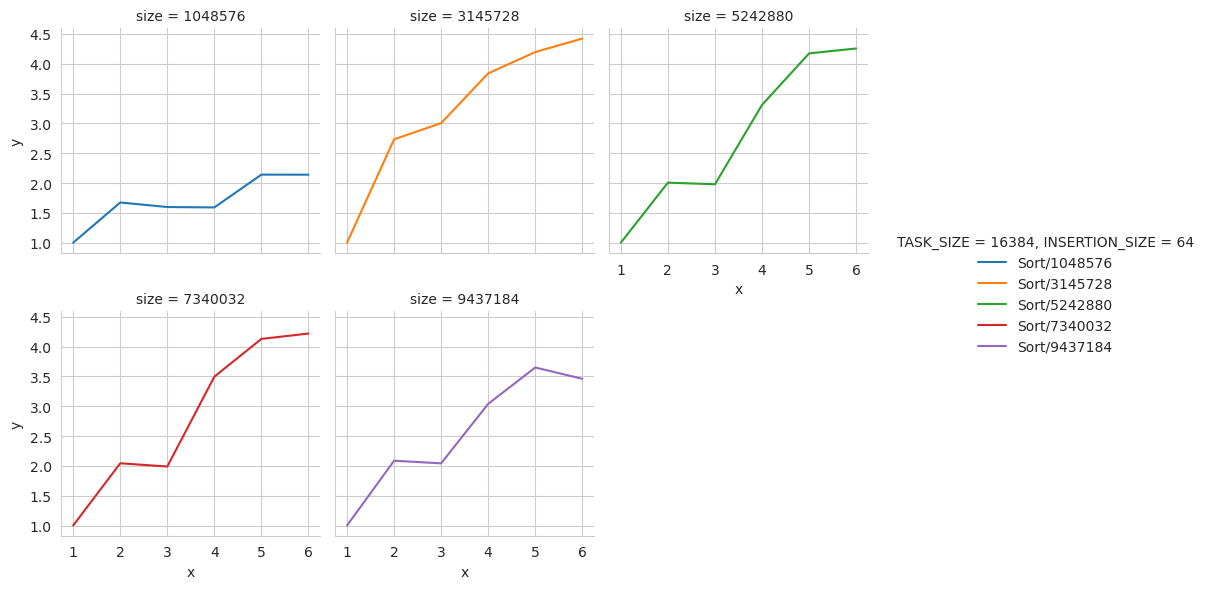 size = 1048576
size = 3145728
size = 5242880
4.5
4.0
3.5
3.0
2.5
2.0
1.5
1.0
y
1 2 3 4 5 6
x
TASK_SIZE = 16384, INSERTION_SIZE = 64
Sort/1048576
Sort/3145728
Sort/5242880
Sort/7340032
Sort/9437184
size = 7340032
size = 9437184
4.5
4.0
3.5
3.0
2.5
2.0
1.5
1.0
y
1 2 3 4 5 6
x
1 2 3 4 5 6
x